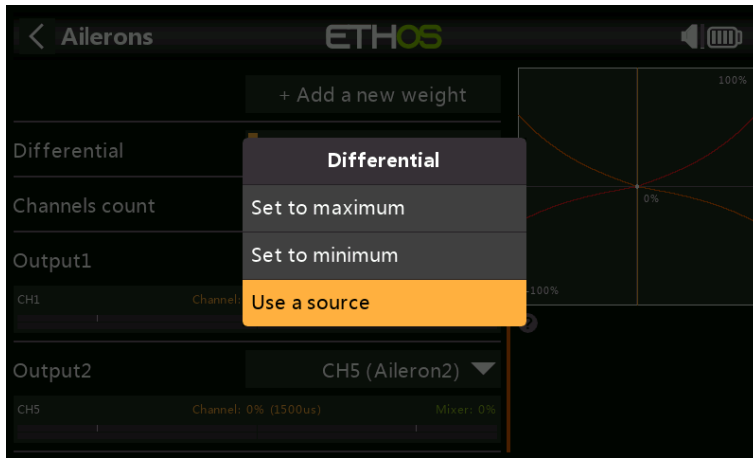 Ailerons
ETHOS
+ Add a new weight
100%
Differential
Differential
Set to maximum
Channels count
0%
Set to minimum
Output1
Use a source
-100%
CH1
Channel:
?
Output2
CH5 (Aileron2)
CH5
Channel: 0% (1500us)
Mixer: 0%